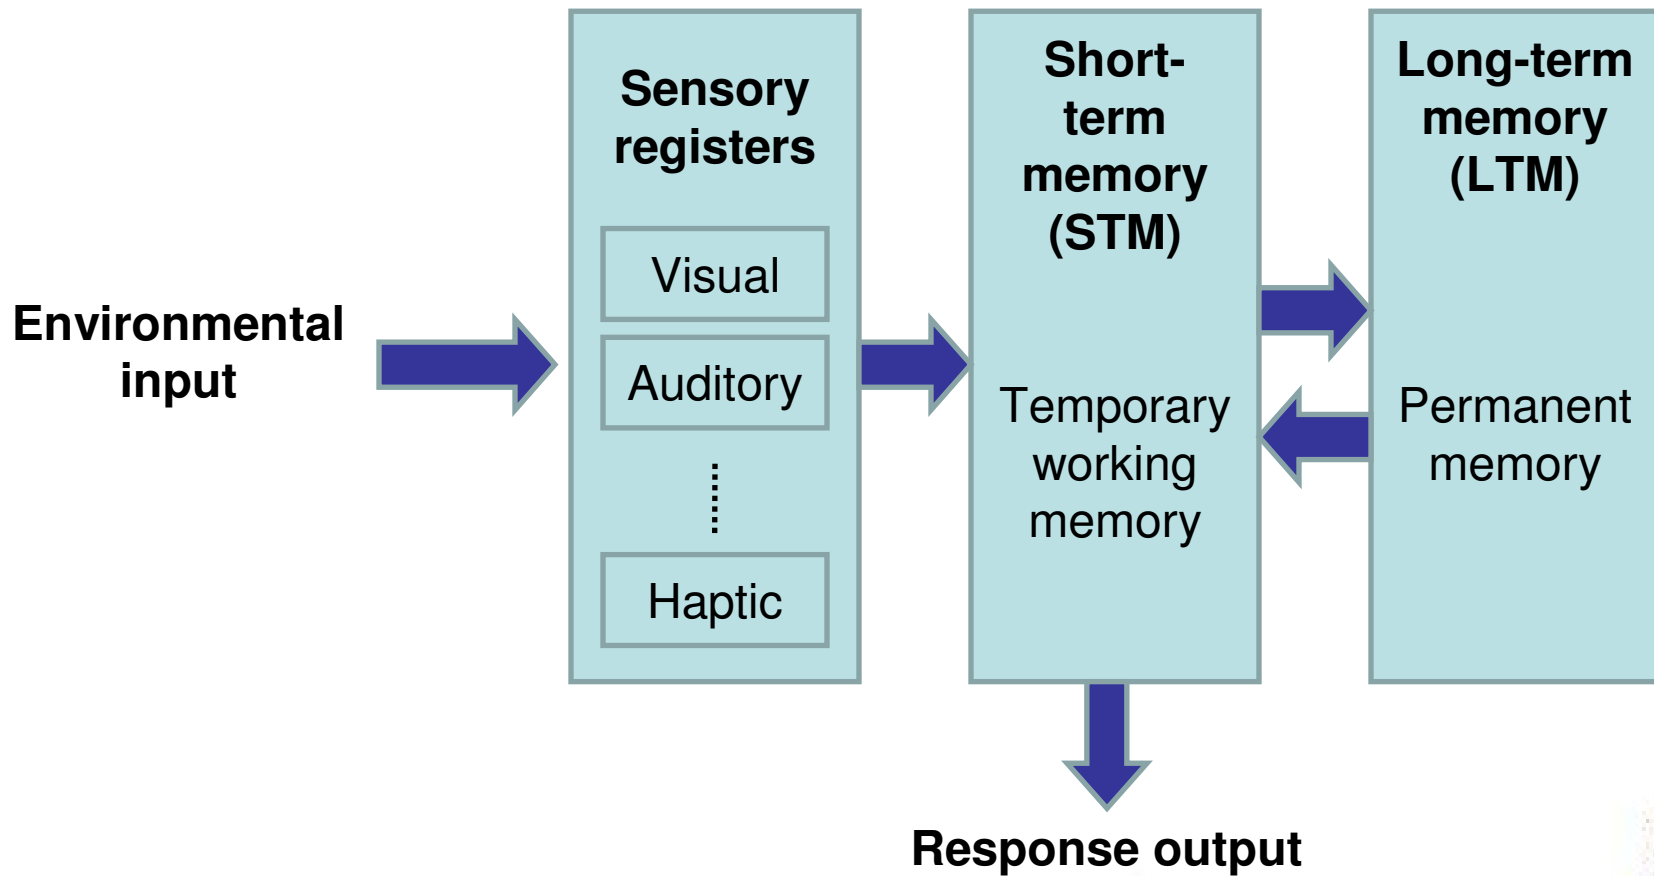 Environmental
input
Sensory
registers
Visual
Auditory
Haptic
Short-
term
memory
(STM)
Temporary
working
memory
Long-term
memory
(LTM)
Permanent
memory
Response output